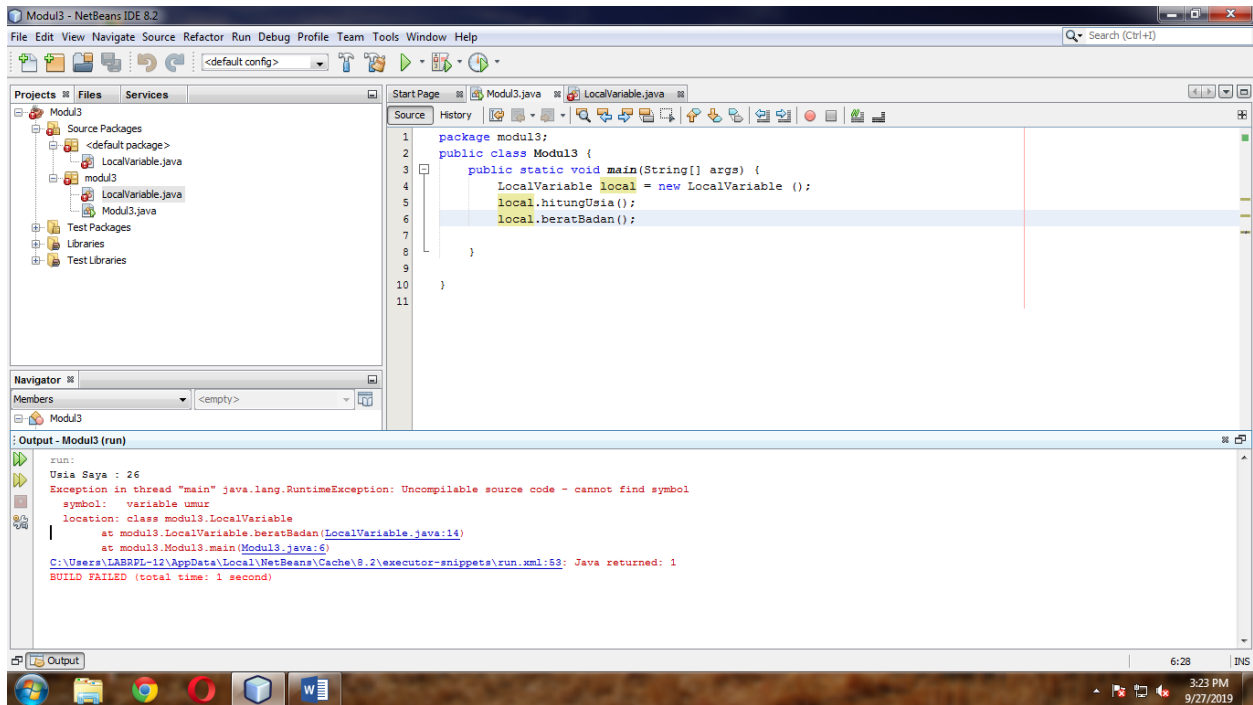 Modul3 - NetBeans IDE 8.2
File Edit View Navigate Source Refactor Run Debug Profile Team Tools Window Help
Search (Ctrl+I)
<default config>
Projects Files Services
Start Page Modul3.java LocalVariable.java
Modul3
Source Packages
<default package>
LocalVariable.java
modul3
LocalVariable.java
Modul3.java
Test Packages
Libraries
Test Libraries
Source History
1 package modul3;
2 public class Modul3 {
3 public static void main(String[] args) {
4 LocalVariable local = new LocalVariable ();
5 local.hitungUsia();
6 local.beratBadan();
7
8 }
9
10 }
11
Navigator
Members <empty>
Modul3
Output - Modul3 (run)
run:
Usia Saya : 26
Exception in thread "main" java.lang.RuntimeException: Uncompilable source code - cannot find symbol
symbol: variable umur
location: class modul3.LocalVariable
at modul3.LocalVariable.beratBadan(LocalVariable.java:14)
at modul3.Modul3.main(Modul3.java:6)
C:\Users\LABRPL-12\AppData\Local\NetBeans\Cache\8.2\executor-snippets\run.xml:53: Java returned: 1
BUILD FAILED (total time: 1 second)
Output
6:28 INS
3:23 PM
9/27/2019